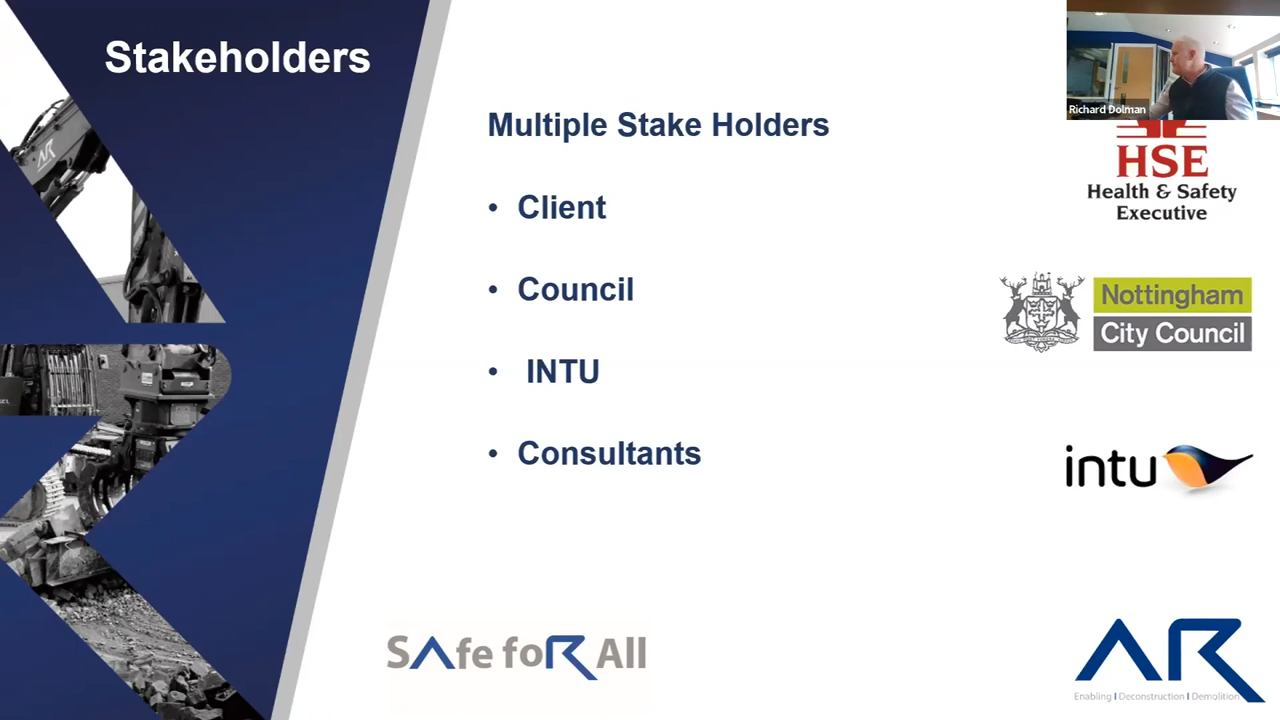 Stakeholders
Richard Dolman
Multiple Stake Holders
HSE
Health & Safety
Executive
• Client
• Council
Nottingham
City Council
• INTU
intu
• Consultants
SAfe foR All
AR
Enabling | Deconstruction | Demolition
AR